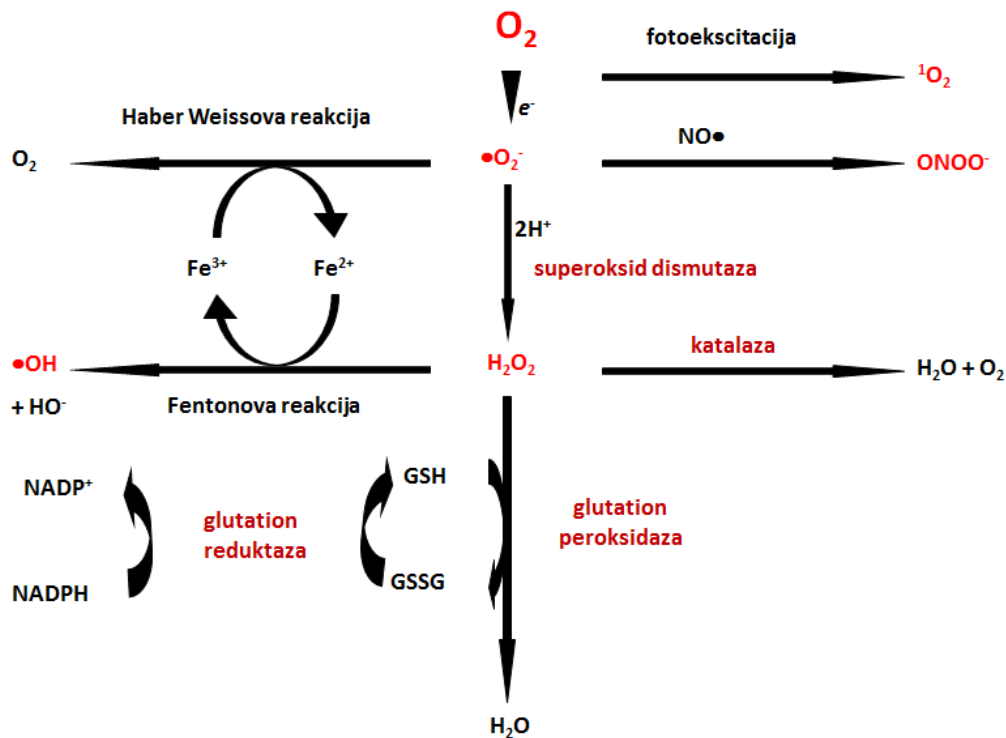 O₂
fotoekscitacija
¹O₂
e⁻
Haber Weissova reakcija
NO●
O₂
●O₂⁻
ONOO⁻
2H⁺
Fe³⁺
Fe²⁺
superoksid dismutaza
katalaza
●OH
H₂O₂
H₂O + O₂
+ HO⁻
Fentonova reakcija
NADP⁺
GSH
glutation
reduktaza
glutation
peroksidaza
NADPH
GSSG
H₂O